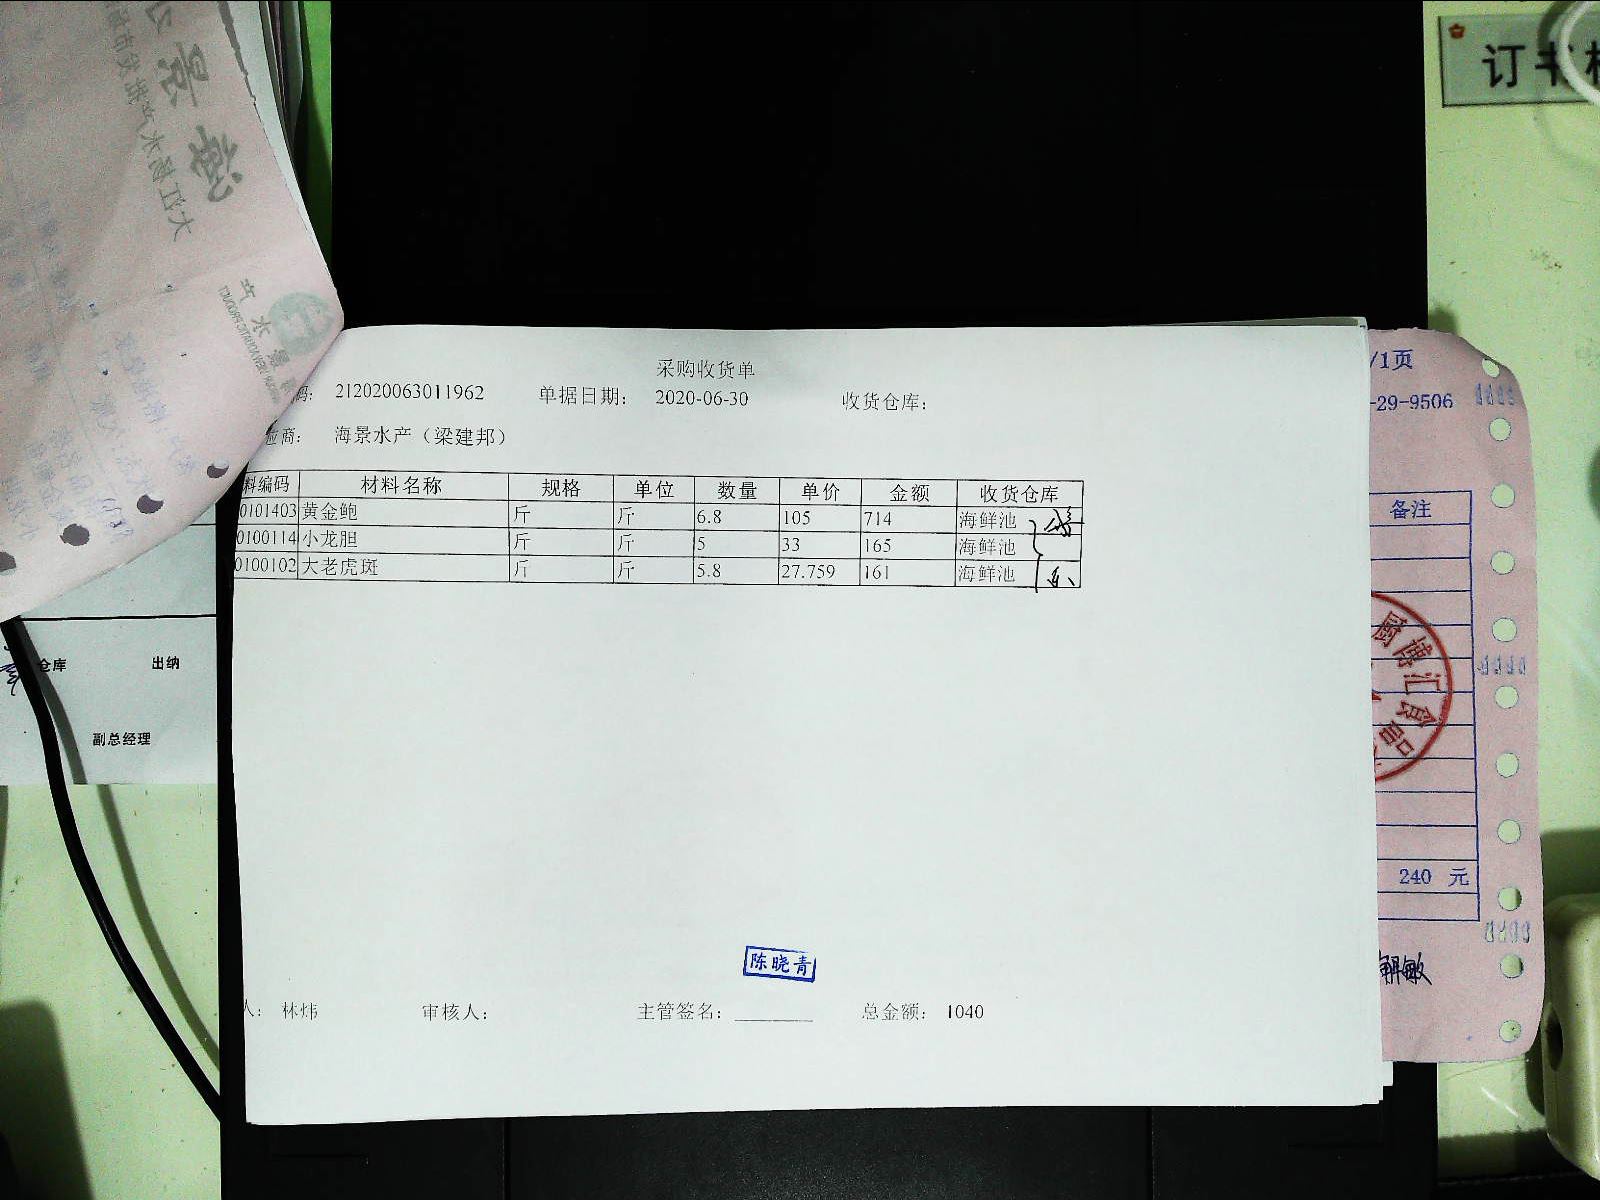 采购收货单
码： 212020063011962 单据日期： 2020-06-30 收货仓库：
应商： 海景水产（梁建邦）
料编码 材料名称 规格 单位 数量 单价 金额 收货仓库
0101403 黄金鲍 斤 斤 6.8 105 714 海鲜池
0100114 小龙胆 斤 斤 5 33 165 海鲜池
0100102 大老虎斑 斤 斤 5.8 27.759 161 海鲜池
陈晓青
人： 林炜 审核人： 主管签名： 总金额： 1040
仓库 出纳
副总经理
订书机
/1页
-29-9506
备注
厨博汇食品
240 元